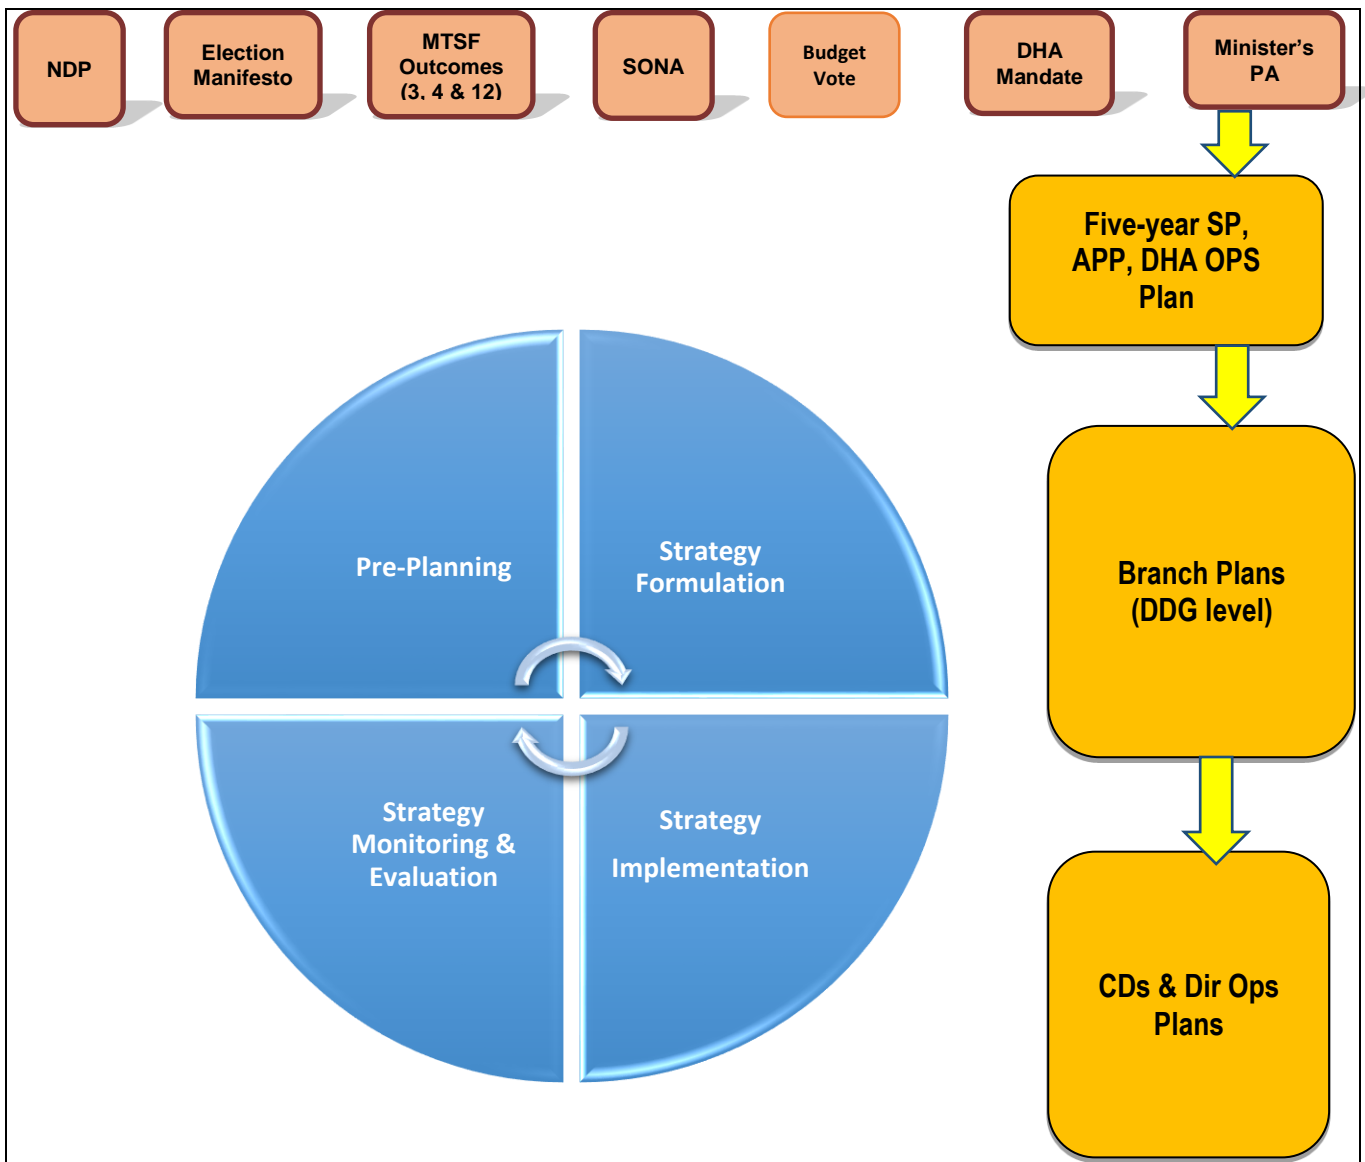 NDP
Election
Manifesto
MTSF
Outcomes
(3, 4 & 12)
SONA
Budget
Vote
DHA
Mandate
Minister's
PA
Five-year SP,
APP, DHA OPS
Plan
Pre-Planning
Strategy
Formulation
Branch Plans
(DDG level)
Strategy
Monitoring &
Evaluation
Strategy
Implementation
CDs & Dir Ops
Plans